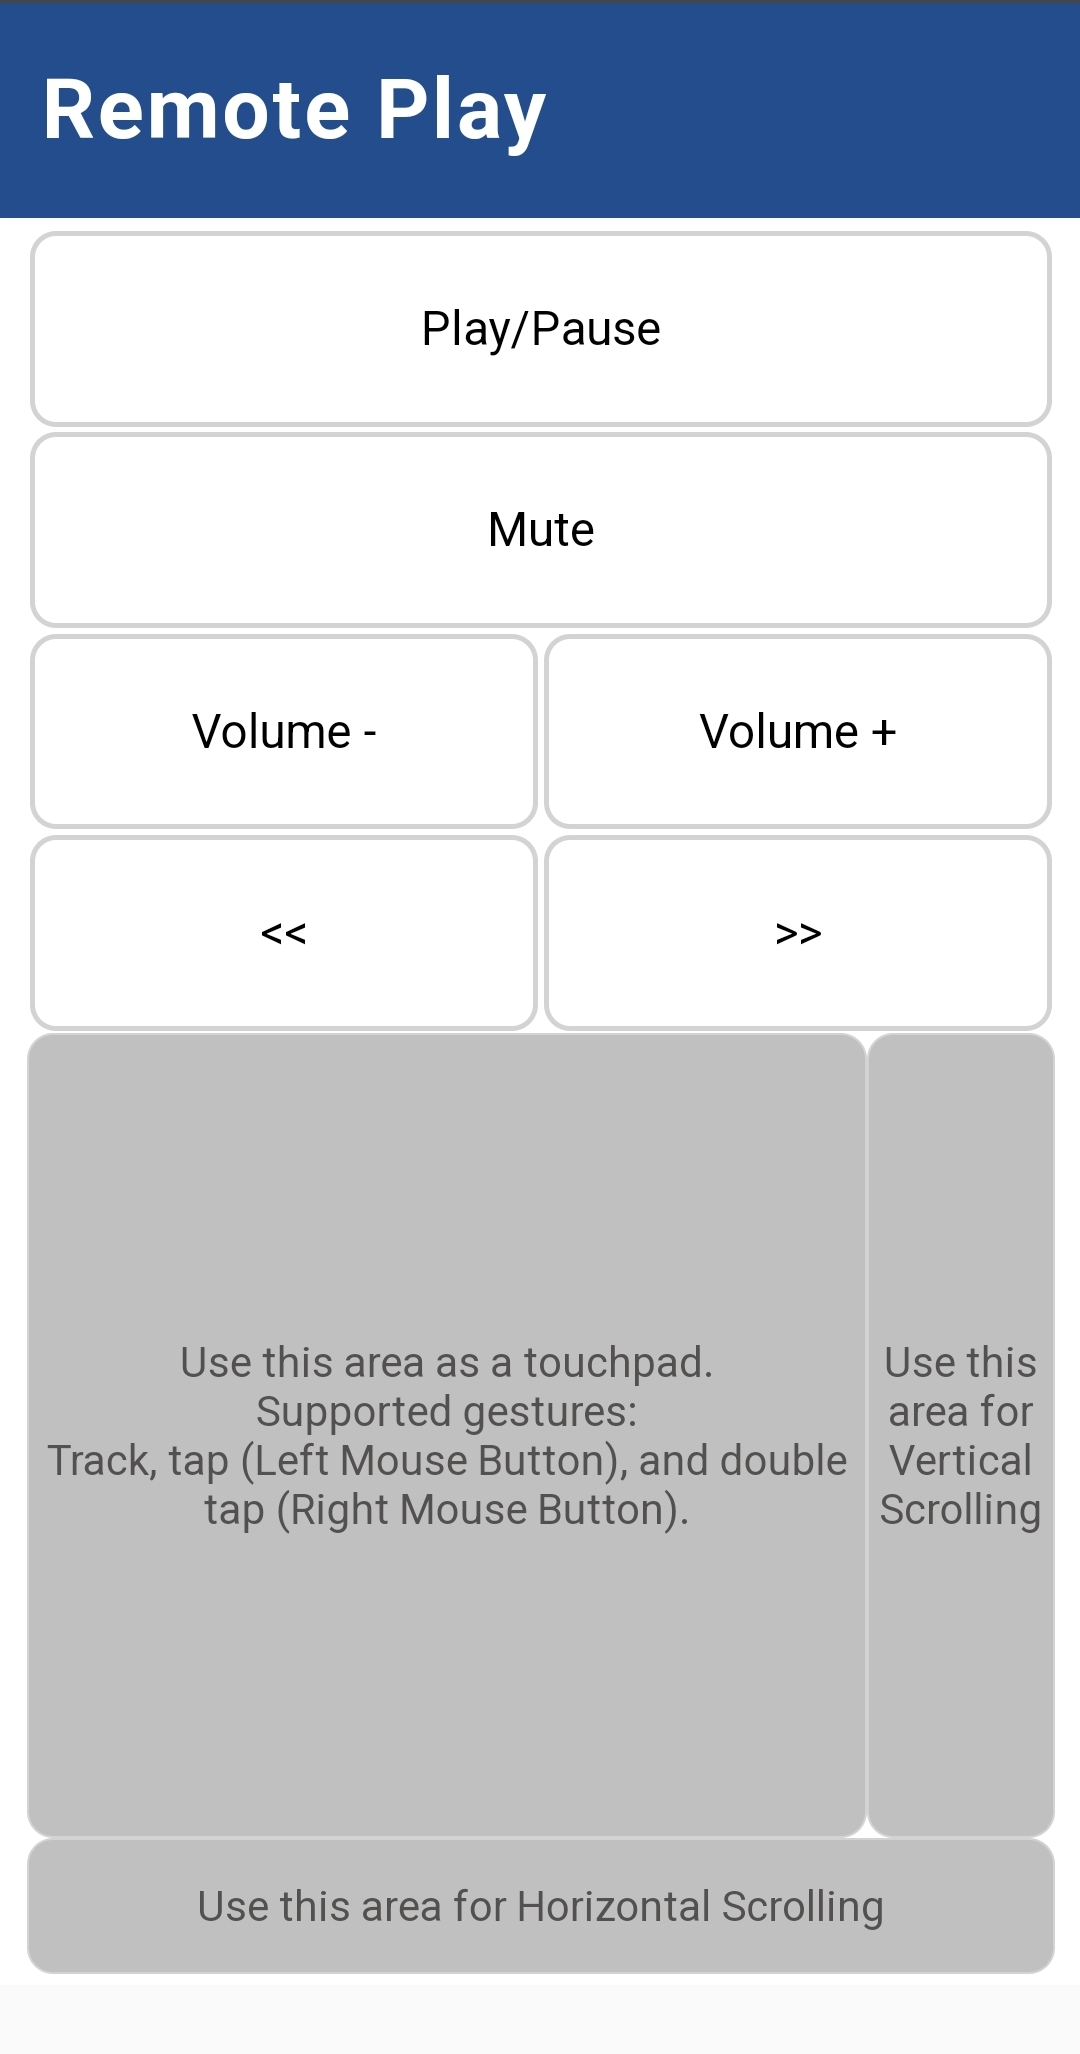 Remote Play
Play/Pause
Mute
Volume -
Volume +
<<
>>
Use this area as a touchpad.
Supported gestures:
Track, tap (Left Mouse Button), and double
tap (Right Mouse Button).
Use this
area for
Vertical
Scrolling
Use this area for Horizontal Scrolling